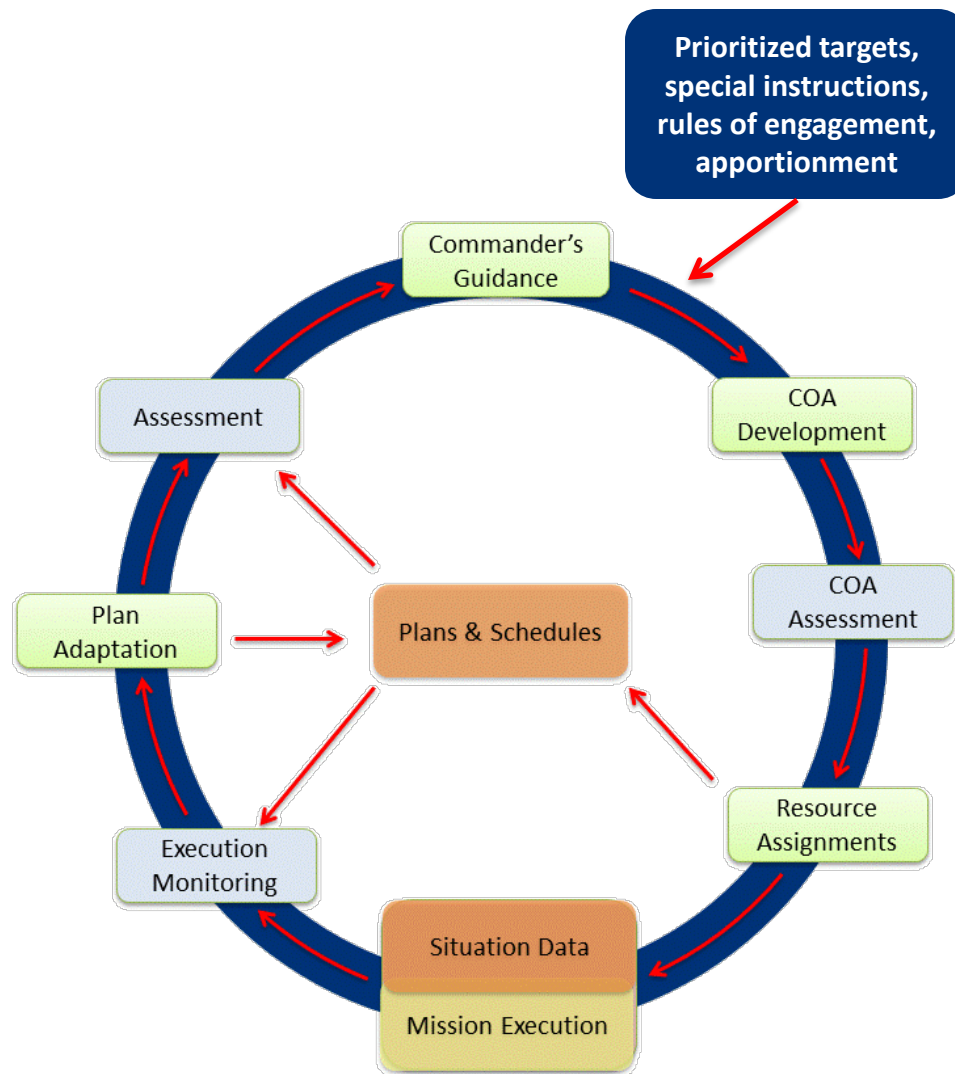 Prioritized targets,
special instructions,
rules of engagement,
apportionment
Commander’s
Guidance
COA
Development
Assessment
COA
Assessment
Plan
Adaptation
Plans & Schedules
Resource
Assignments
Execution
Monitoring
Situation Data
Mission Execution